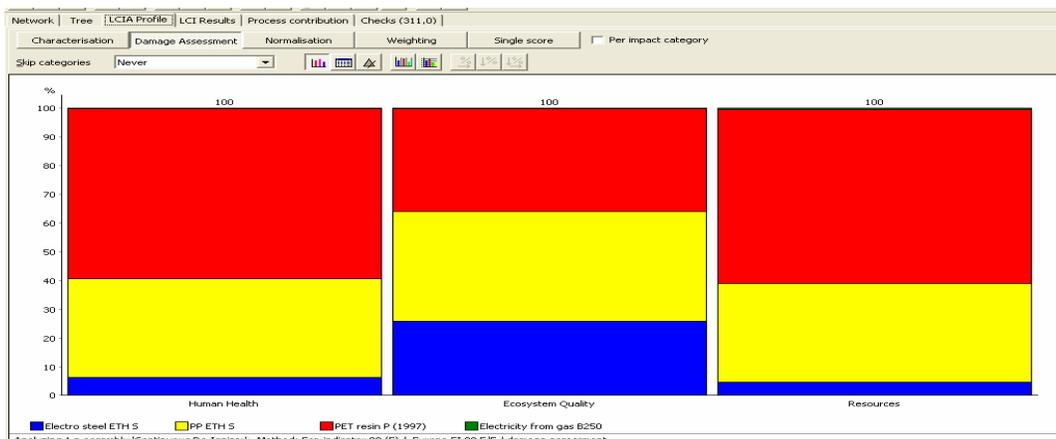 Network Tree LCIA Profile LCI Results Process contribution Checks (311,0)
Characterisation Damage Assessment Normalisation Weighting Single score Per impact category
Skip categories Never
%
100 100 100
100
90
80
70
60
50
40
30
20
10
0
Human Health Ecosystem Quality Resources
Electro steel ETH S PP ETH S PET resin P (1997) Electricity from gas B250